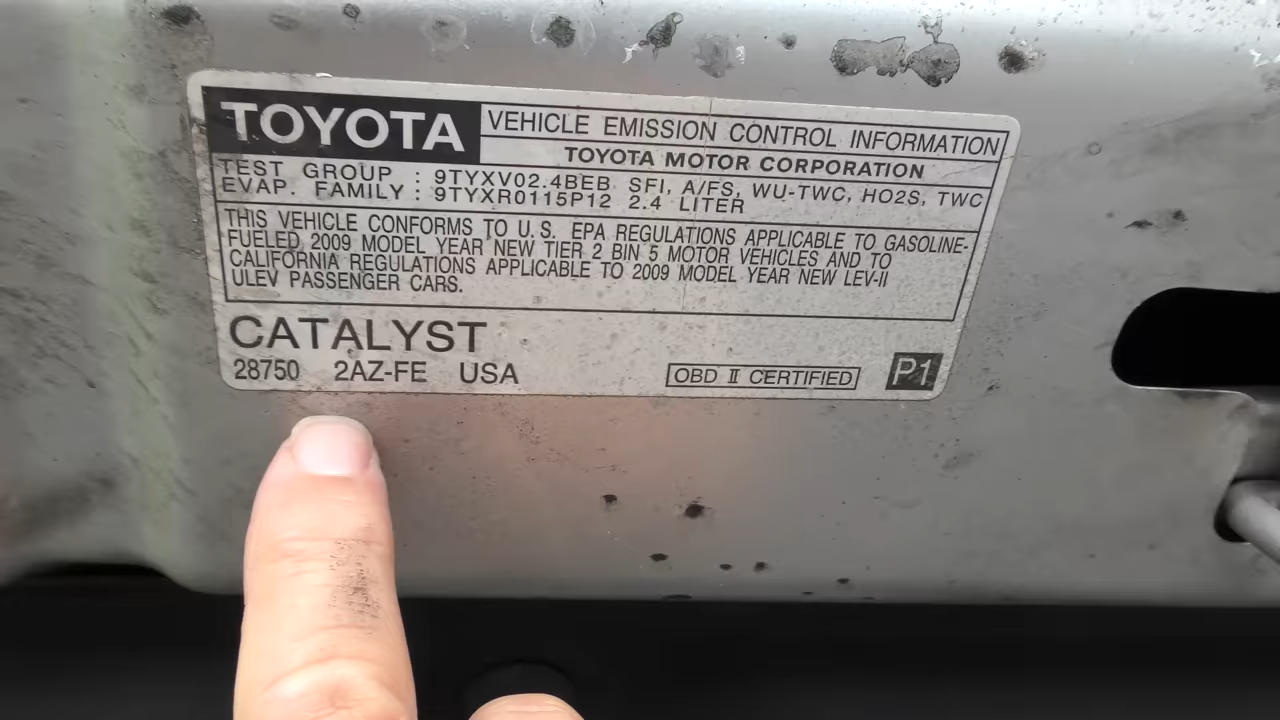 TOYOTA VEHICLE EMISSION CONTROL INFORMATION
TOYOTA MOTOR CORPORATION
TEST GROUP : 9TYXV02.4BEB SFI, A/FS, WU-TWC, HO2S, TWC
EVAP. FAMILY : 9TYXR0115P12 2.4 LITER
THIS VEHICLE CONFORMS TO U.S. EPA REGULATIONS APPLICABLE TO GASOLINE-
FUELED 2009 MODEL YEAR NEW TIER 2 BIN 5 MOTOR VEHICLES AND TO
CALIFORNIA REGULATIONS APPLICABLE TO 2009 MODEL YEAR NEW LEV-II
ULEV PASSENGER CARS.
CATALYST
28750 2AZ-FE USA OBD II CERTIFIED P1